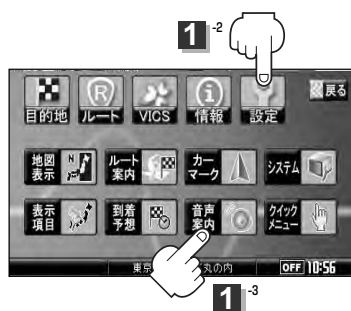 1 -2
戻る
目的地 ルート VICS 情報 設定
地図表示 ルート案内 カーマーク システム
表示項目 到着予想 音声案内 クイックメニュー
東京 丸の内 OFF 10:56
1 -3